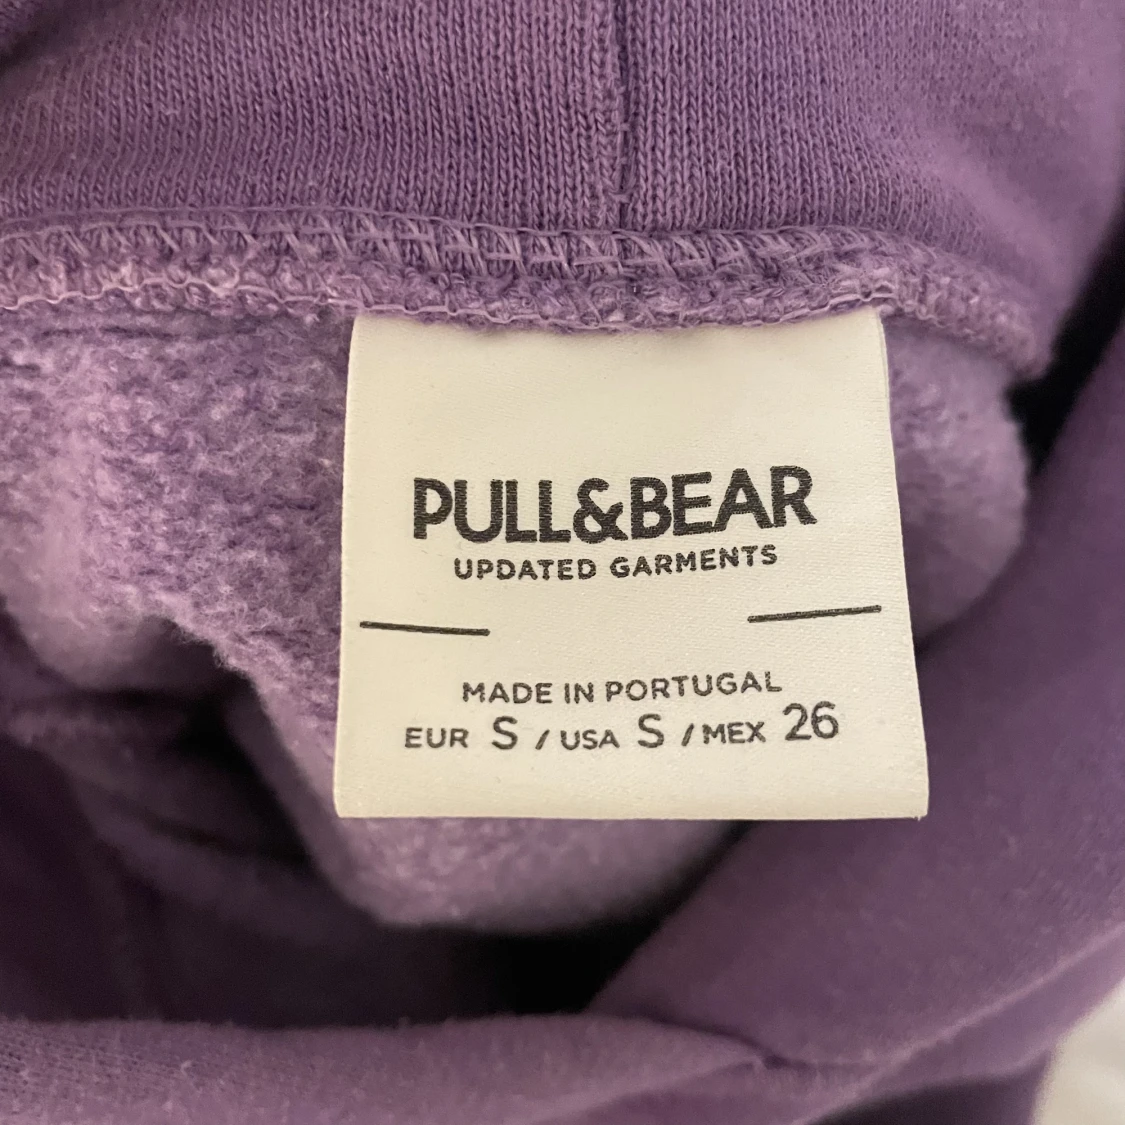 PULL&BEAR
UPDATED GARMENTS
MADE IN PORTUGAL
EUR S / USA S / MEX 26